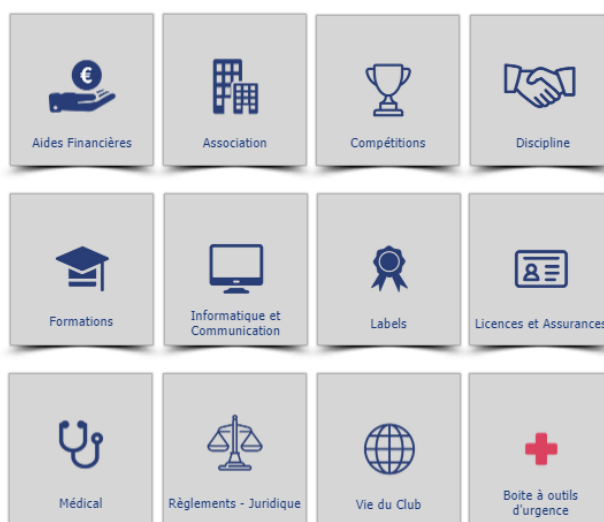 €
Aides Financières
Association
Compétitions
Discipline
Formations
Informatique et
Communication
Labels
Licences et Assurances
Médical
Règlements - Juridique
Vie du Club
Boite à outils
d'urgence